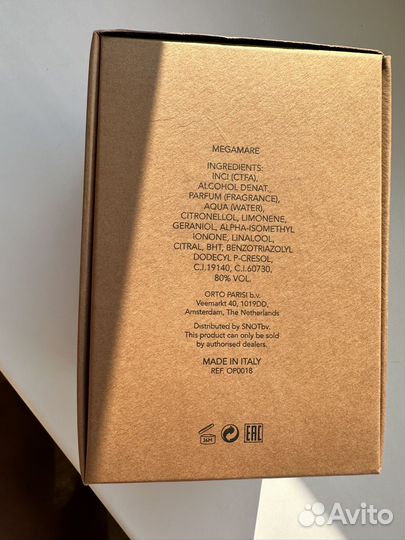 MEGAMARE
INGREDIENTS:
INCI (CTFA),
ALCOHOL DENAT.,
PARFUM (FRAGRANCE),
AQUA (WATER),
CITRONELLOL, LIMONENE,
GERANIOL, ALPHA-ISOMETHYL
IONONE, LINALOOL,
CITRAL, BHT, BENZOTRIAZOLYL
DODECYL P-CRESOL,
C.I.19140, C.I.60730,
80% VOL.
ORTO PARISI b.v.
Veemarkt 40, 1019DD,
Amsterdam, The Netherlands
Distributed by SNOTbv.
This product can only be sold
by authorised dealers.
MADE IN ITALY
REF. OP0018
36M
EAC
Avito